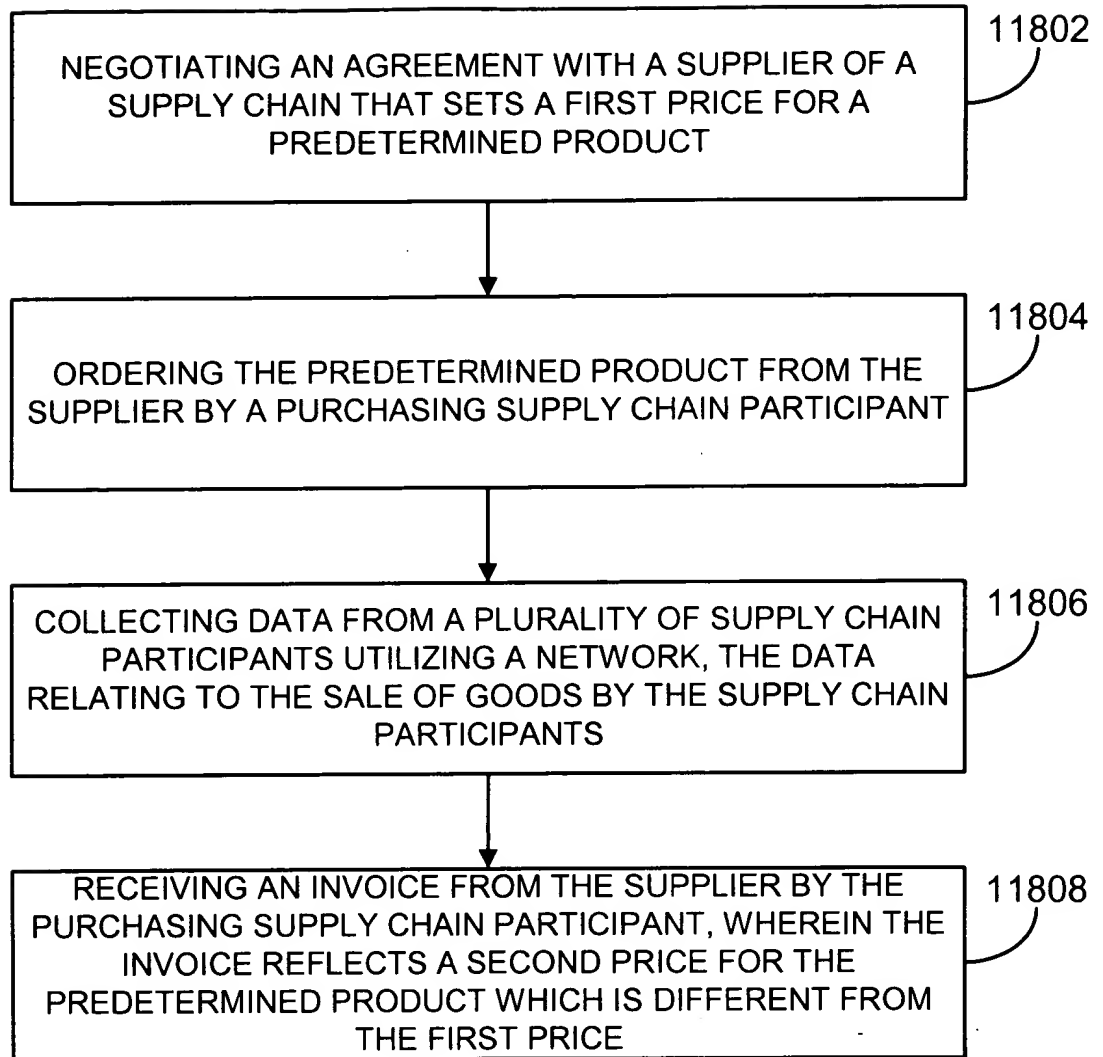 11802
NEGOTIATING AN AGREEMENT WITH A SUPPLIER OF A
SUPPLY CHAIN THAT SETS A FIRST PRICE FOR A
PREDETERMINED PRODUCT
11804
ORDERING THE PREDETERMINED PRODUCT FROM THE
SUPPLIER BY A PURCHASING SUPPLY CHAIN PARTICIPANT
11806
COLLECTING DATA FROM A PLURALITY OF SUPPLY CHAIN
PARTICIPANTS UTILIZING A NETWORK, THE DATA
RELATING TO THE SALE OF GOODS BY THE SUPPLY CHAIN
PARTICIPANTS
11808
RECEIVING AN INVOICE FROM THE SUPPLIER BY THE
PURCHASING SUPPLY CHAIN PARTICIPANT, WHEREIN THE
INVOICE REFLECTS A SECOND PRICE FOR THE
PREDETERMINED PRODUCT WHICH IS DIFFERENT FROM
THE FIRST PRICE